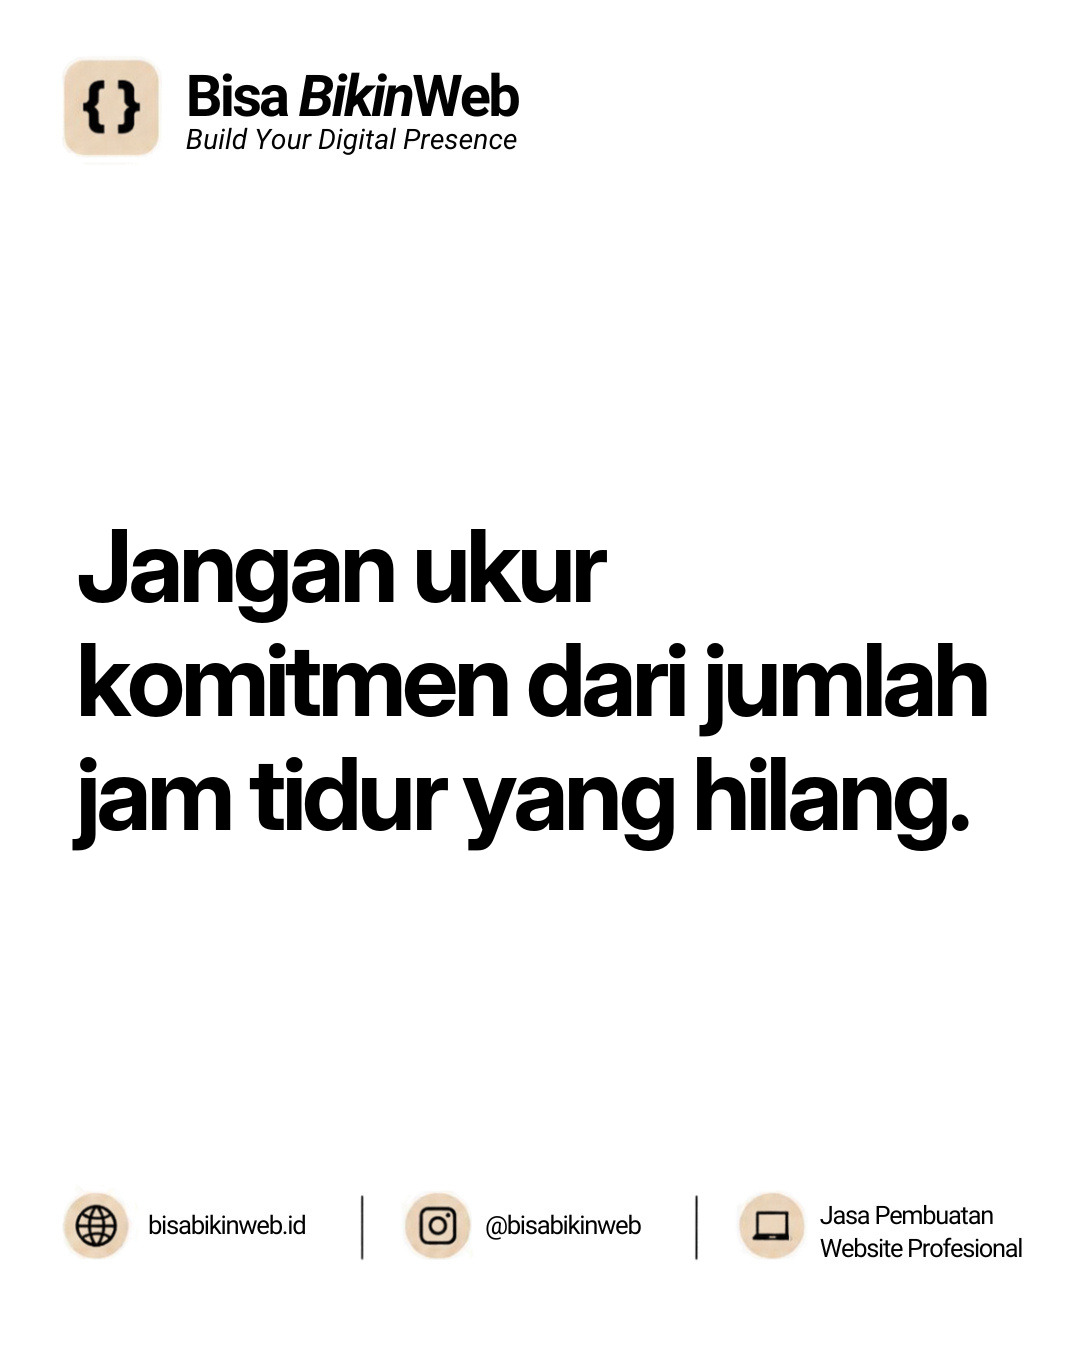 { }
Bisa BikinWeb
Build Your Digital Presence
Jangan ukur
komitmen dari jumlah
jam tidur yang hilang.
bisabikinweb.id
@bisabikinweb
Jasa Pembuatan
Website Profesional